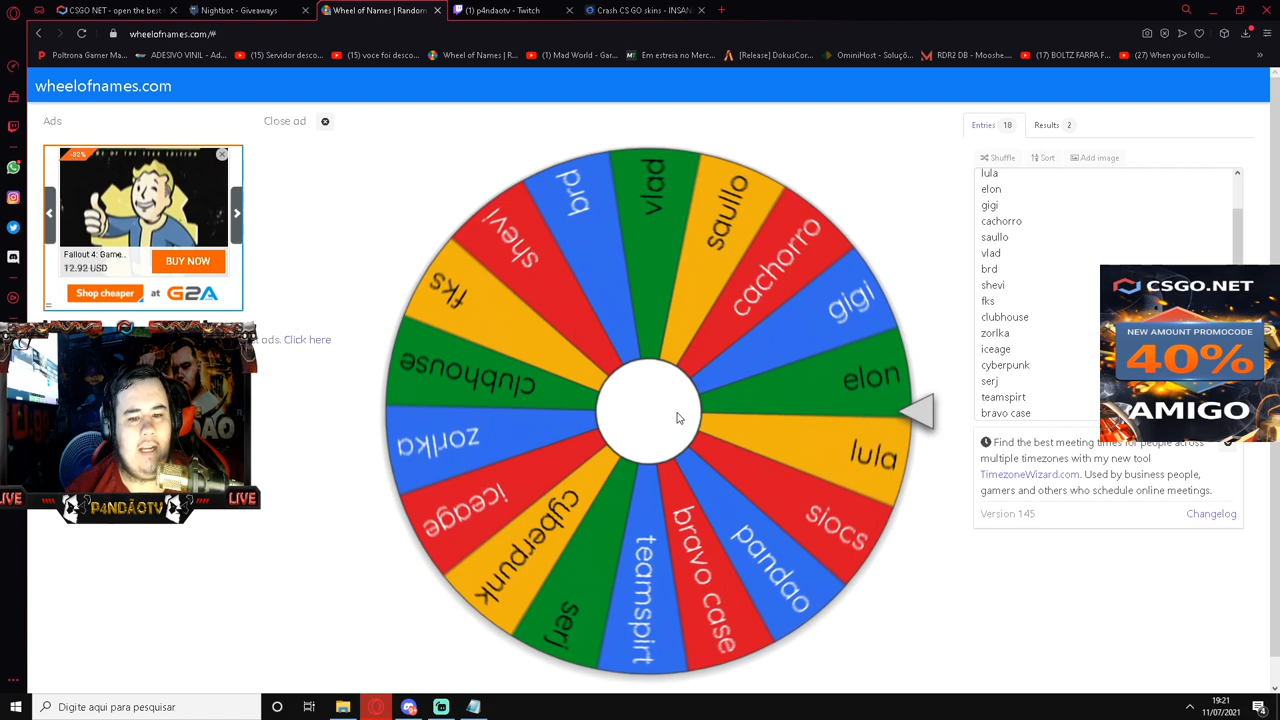 CSGO.NET - open the best
Nightbot - Giveaways
Wheel of Names | Random
(1) p4ndaotv - Twitch
Crash CS GO skins - INSAN
wheelofnames.com/#
Poltrona Gamer Ma...
ADESIVO VINIL - Ad...
(15) Servidor desco...
(15) voce foi desco...
Wheel of Names | R...
(1) Mad World - Gar...
Em estreia no Merc...
[Release] DokusCor...
OminiHost - Soluçõ...
RDR2 DB - Mooshe...
(17) BOLTZ FARPA F...
(27) When you follo...
wheelofnames.com
Ads
Close ad
-82%
Fallout 4: Game...
12.92 USD
BUY NOW
Shop cheaper
at G2A
ads. Click here
LIVE
P4NDÃOTV
LIVE
vlad
saullo
cachorro
gigi
elon
lula
siocs
pandao
bravo case
teamspirt
serj
cyberpunk
iceage
zorlka
clubhouse
fks
shevi
brd
Entries 18
Results 2
Shuffle
Sort
Add image
lula
elon
gigi
cachorro
saullo
vlad
brd
shevi
fks
clubhouse
zorlka
iceage
cyberpunk
serj
teamspirt
bravo case
CSGO.NET
NEW AMOUNT PROMOCODE
40%
AMIGO
Find the best meeting times for people across
multiple timezones with my new tool
TimezoneWizard.com. Used by business people,
gamers and others who schedule online meetings.
Version 145
Changelog
Digite aqui para pesquisar
19:21
11/07/2021
4